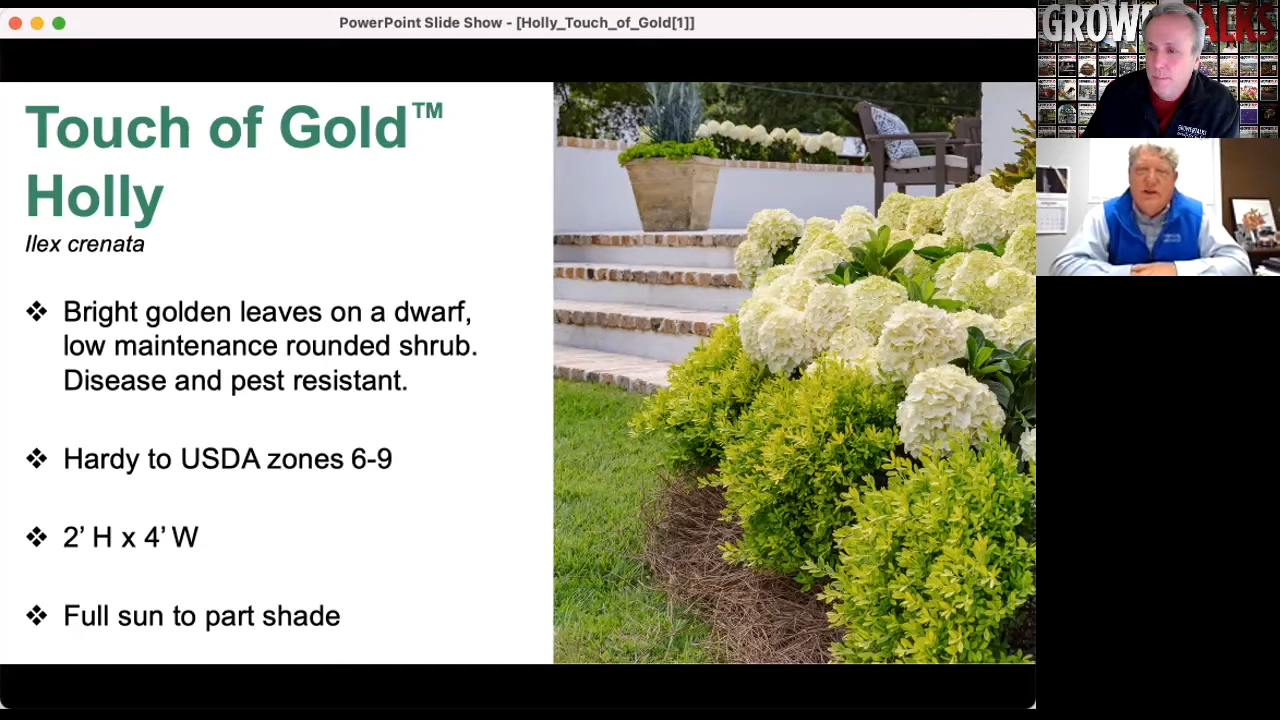 PowerPoint Slide Show - [Holly_Touch_of_Gold[1]]
Touch of Gold™
Holly
Ilex crenata
❖ Bright golden leaves on a dwarf,
low maintenance rounded shrub.
Disease and pest resistant.
❖ Hardy to USDA zones 6-9
❖ 2’ H x 4’ W
❖ Full sun to part shade